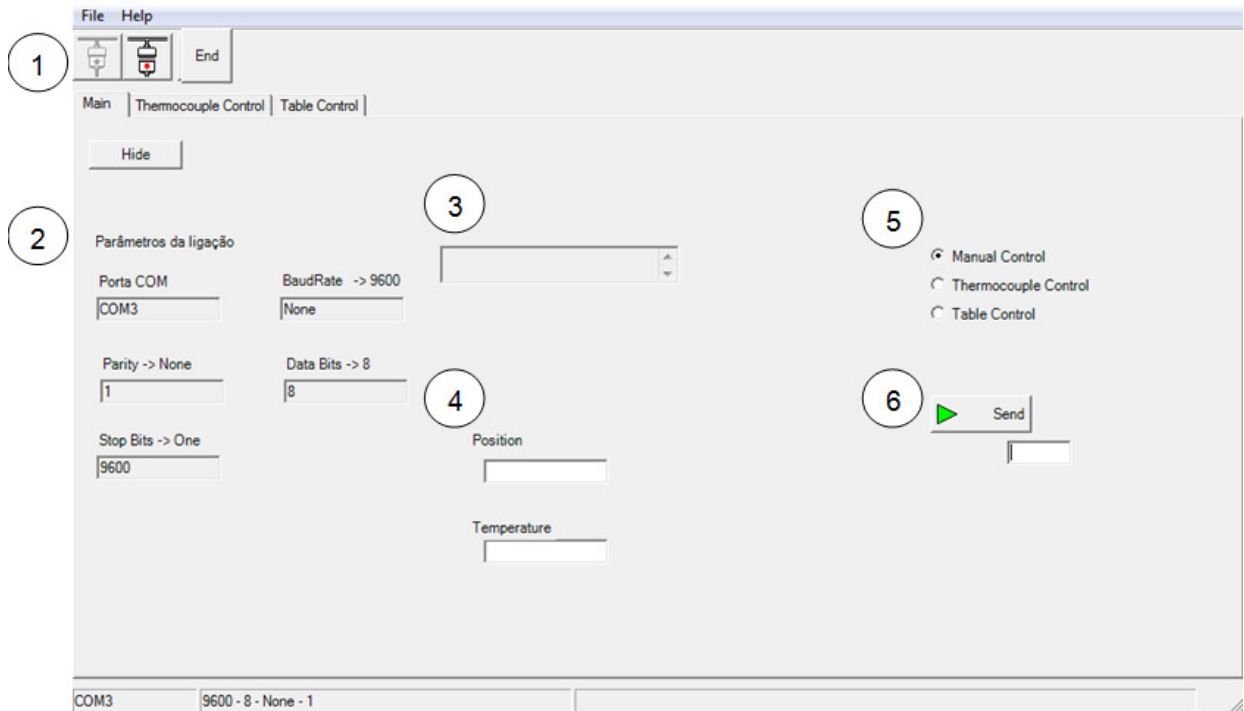 File Help
1
End
Main Thermocouple Control Table Control
Hide
2
Parâmetros da ligação
Porta COM
COM3
BaudRate -> 9600
None
Parity -> None
1
Data Bits -> 8
8
Stop Bits -> One
9600
3
4
Position
Temperature
5
Manual Control
Thermocouple Control
Table Control
6
Send
COM3 9600 - 8 - None - 1